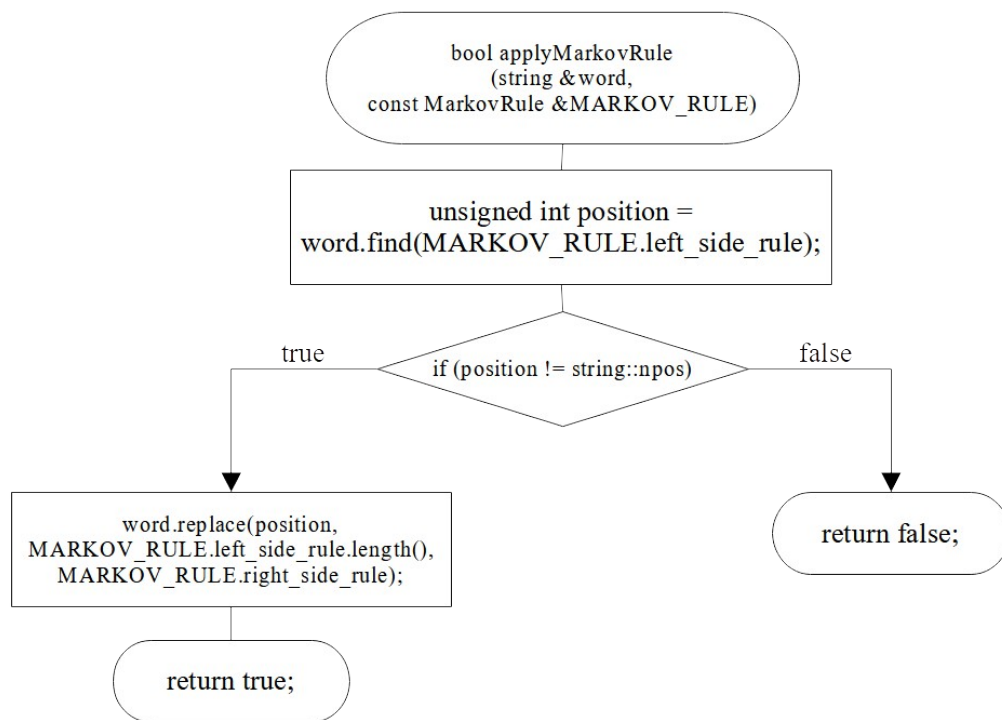 bool applyMarkovRule
(string &word,
const MarkovRule &MARKOV_RULE)
unsigned int position =
word.find(MARKOV_RULE.left_side_rule);
true
if (position != string::npos)
false
word.replace(position,
MARKOV_RULE.left_side_rule.length(),
MARKOV_RULE.right_side_rule);
return false;
return true;